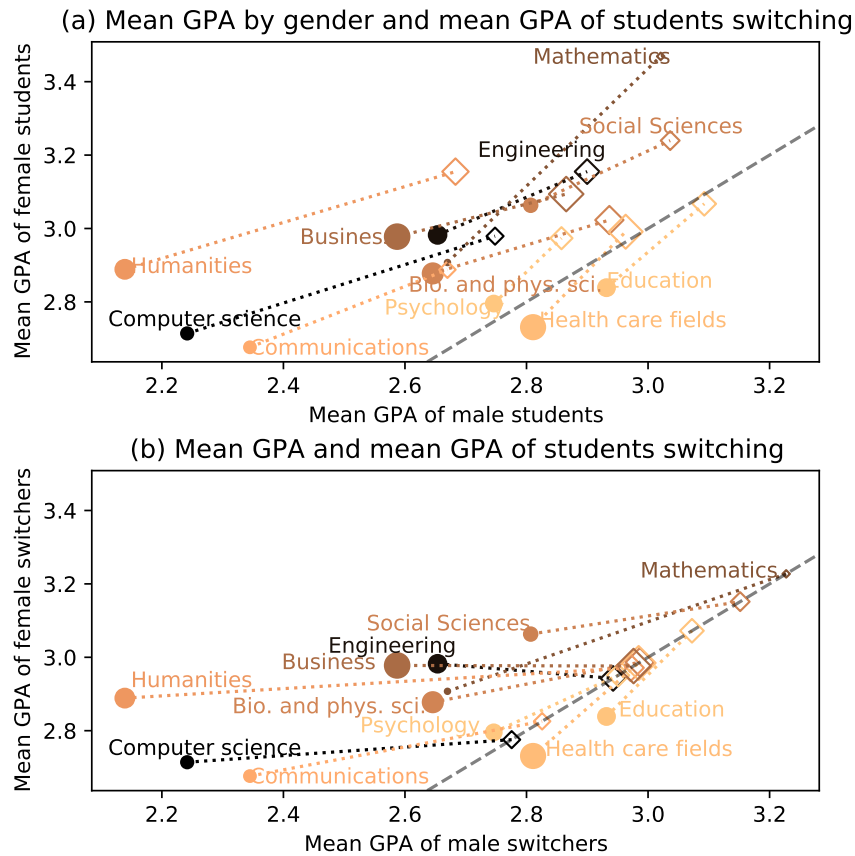 (a) Mean GPA by gender and mean GPA of students switching
Mean GPA of female students
3.4
3.2
3.0
2.8
Mathematics
Social Sciences
Engineering
Business
Humanities
Bio. and phys. sci.
Education
Psychology
Computer science
Health care fields
Communications
2.2 2.4 2.6 2.8 3.0 3.2
Mean GPA of male students
(b) Mean GPA and mean GPA of students switching
Mean GPA of female switchers
3.4
3.2
3.0
2.8
Mathematics
Social Sciences
Engineering
Business
Humanities
Bio. and phys. sci.
Education
Psychology
Computer science
Health care fields
Communications
2.2 2.4 2.6 2.8 3.0 3.2
Mean GPA of male switchers